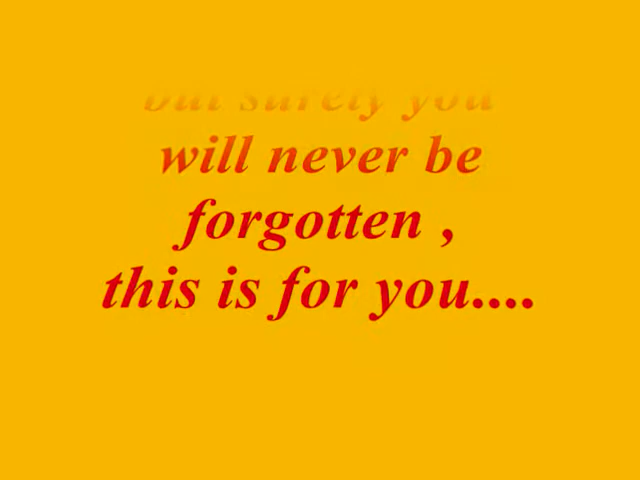 but surely you
will never be
forgotten ,
this is for you....